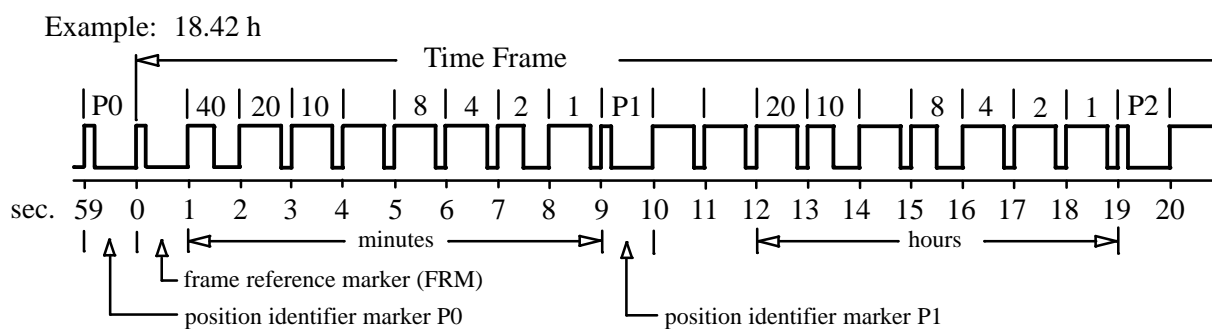 Example: 18.42 h
Time Frame
P0 40 20 10 8 4 2 1 P1 20 10 8 4 2 1 P2
sec. 59 0 1 2 3 4 5 6 7 8 9 10 11 12 13 14 15 16 17 18 19 20
minutes hours
frame reference marker (FRM)
position identifier marker P0 position identifier marker P1